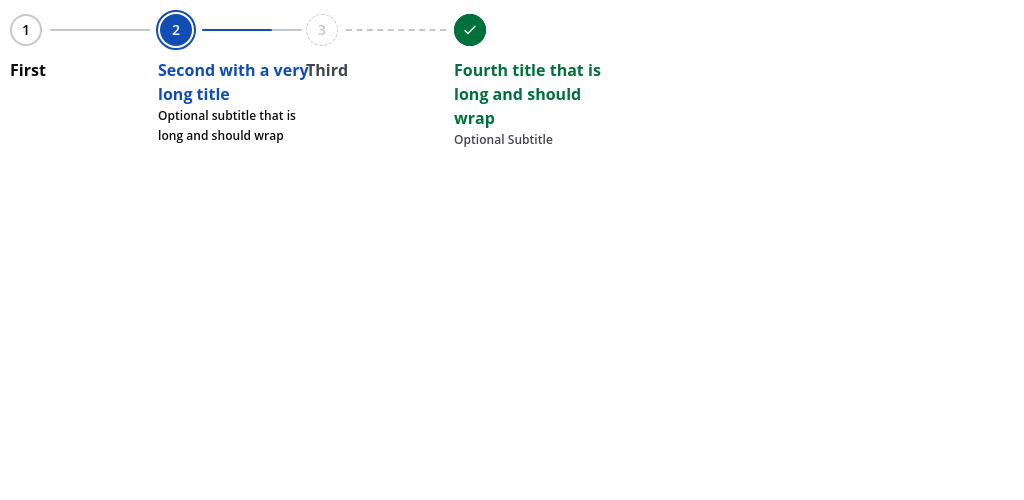 1
First
2
Second with a very
long title
Optional subtitle that is
long and should wrap
3
Third
Fourth title that is
long and should
wrap
Optional Subtitle